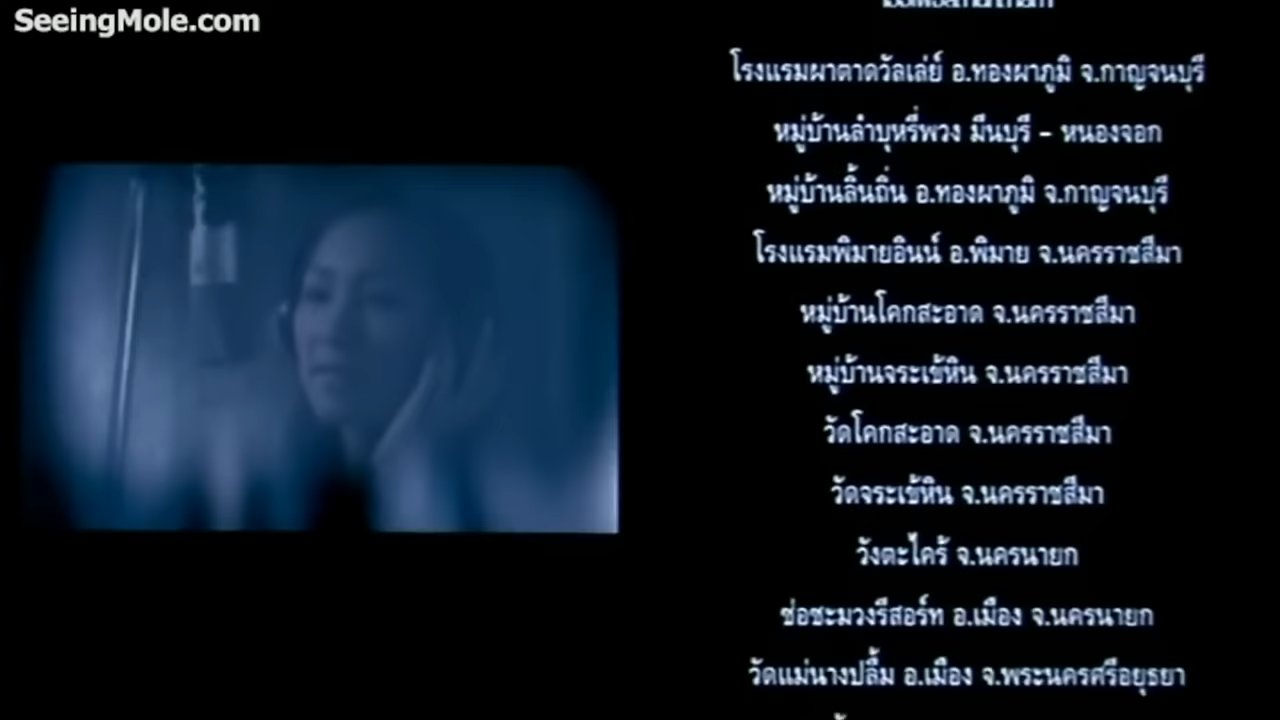 SeeingMole.com
โรงแรมผาตาดวัลเล่ย์ อ.ทองผาภูมิ จ.กาญจนบุรี
หมู่บ้านลำบุหรี่พวง มีนบุรี - หนองจอก
หมู่บ้านลิ้นถิ่น อ.ทองผาภูมิ จ.กาญจนบุรี
โรงแรมพิมายอินน์ อ.พิมาย จ.นครราชสีมา
หมู่บ้านโคกสะอาด จ.นครราชสีมา
หมู่บ้านจระเข้หิน จ.นครราชสีมา
วัดโคกสะอาด จ.นครราชสีมา
วัดจระเข้หิน จ.นครราชสีมา
วังตะไคร้ จ.นครนายก
ช่อชะมวงรีสอร์ท อ.เมือง จ.นครนายก
วัดแม่นางปลื้ม อ.เมือง จ.พระนครศรีอยุธยา